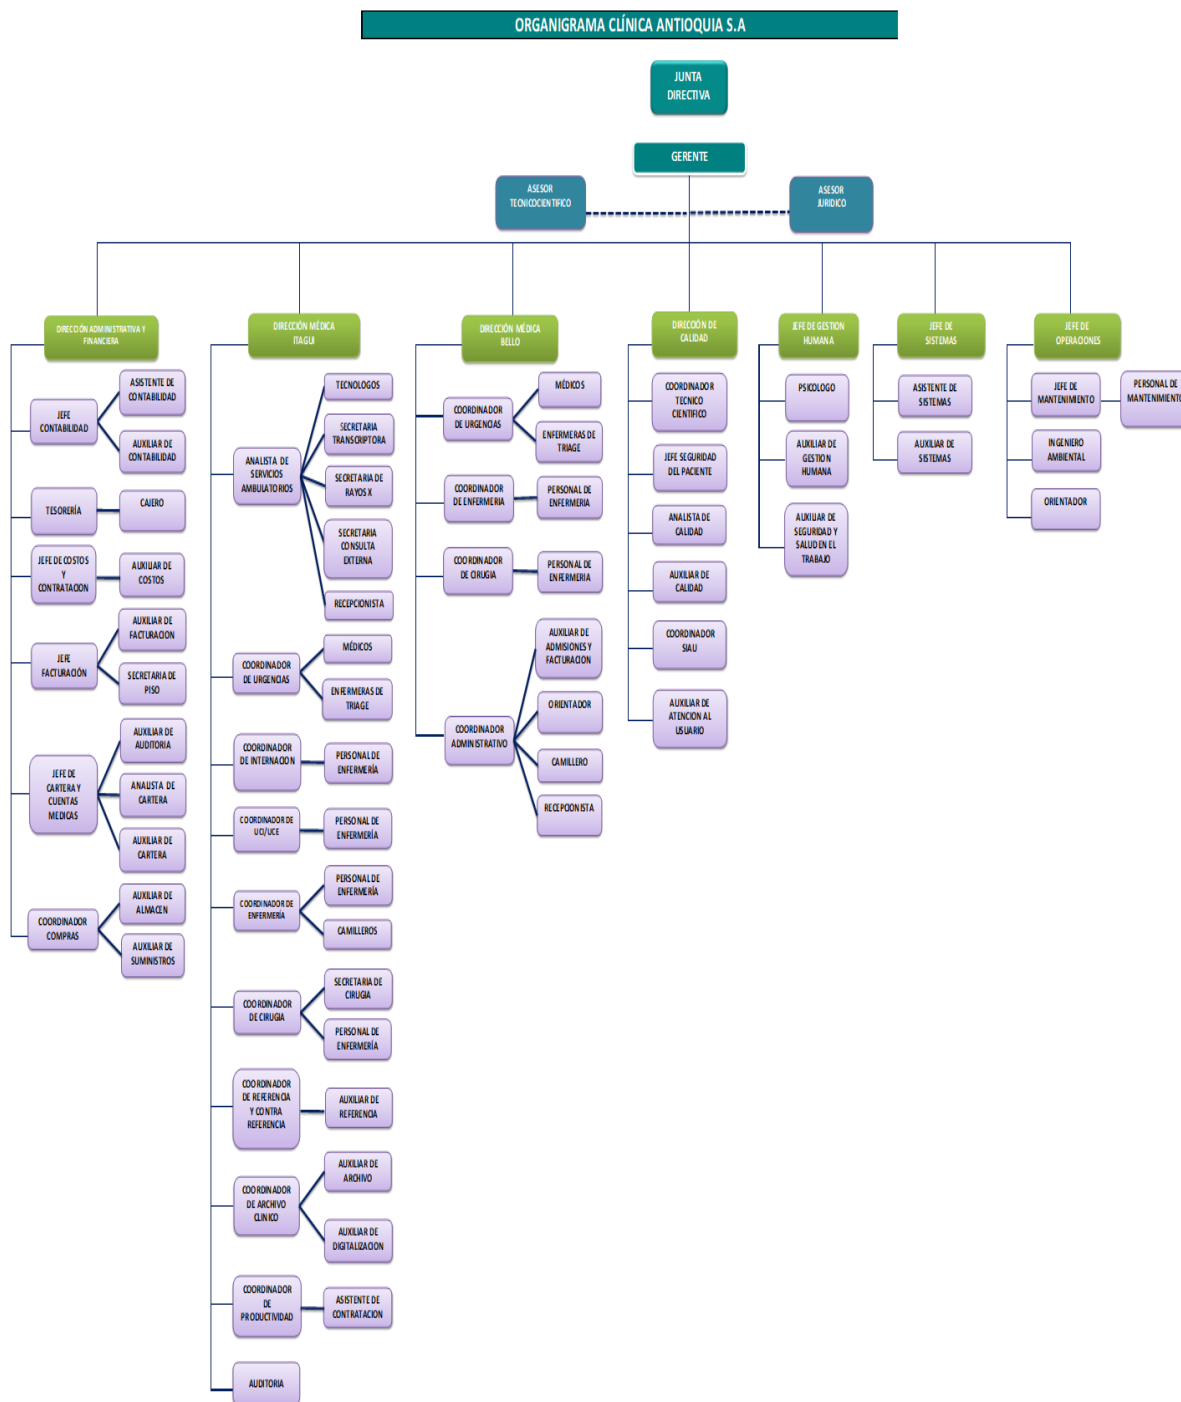 ORGANIGRAMA CLÍNICA ANTIOQUIA S.A
JUNTA
DIRECTIVA
GERENTE
ASESOR
TECNICOCIENTIFICO
ASESOR
JURIDICO
DIRECCIÓN ADMINISTRATIVA Y
FINANCIERA
JEFE
CONTABILIDAD
ASISTENTE DE
CONTABILIDAD
AUXILIAR DE
CONTABILIDAD
TESORERÍA
CAJERO
JEFE DE COSTOS
Y
CONTRATACION
AUXILIAR DE
COSTOS
JEFE
FACTURACIÓN
AUXILIAR DE
FACTURACION
SECRETARIA DE
PISO
JEFE DE
CARTERA Y
CUENTAS
MEDICAS
AUXILIAR DE
AUDITORIA
ANALISTA DE
CARTERA
AUXILIAR DE
CARTERA
COORDINADOR
COMPRAS
AUXILIAR DE
ALMACEN
AUXILIAR DE
SUMINISTROS
DIRECCIÓN MÉDICA
ITAGUI
ANALISTA DE
SERVICIOS
AMBULATORIOS
TECNOLOGOS
SECRETARIA
TRANSCRIPTORA
SECRETARIA DE
RAYOS X
SECRETARIA
CONSULTA
EXTERNA
RECEPCIONISTA
COORDINADOR
DE URGENCIAS
MÉDICOS
ENFERMERAS DE
TRIAGE
COORDINADOR
DE INTERNACION
PERSONAL DE
ENFERMERÍA
COORDINADOR DE
UCI/UCE
PERSONAL DE
ENFERMERÍA
COORDINADOR DE
ENFERMERÍA
PERSONAL DE
ENFERMERÍA
CAMILLEROS
COORDINADOR
DE CIRUGIA
SECRETARIA DE
CIRUGIA
PERSONAL DE
ENFERMERÍA
COORDINADOR
DE REFERENCIA
Y CONTRA
REFERENCIA
AUXILIAR DE
REFERENCIA
COORDINADOR
DE ARCHIVO
CLINICO
AUXILIAR DE
ARCHIVO
AUXILIAR DE
DIGITALIZACION
COORDINADOR
DE
PRODUCTIVIDAD
ASISTENTE DE
CONTRATACION
AUDITORIA
DIRECCIÓN MÉDICA
BELLO
COORDINADOR
DE URGENCIAS
MÉDICOS
ENFERMERAS DE
TRIAGE
COORDINADOR
DE ENFERMERIA
PERSONAL DE
ENFERMERIA
COORDINADOR
DE CIRUGIA
PERSONAL DE
ENFERMERIA
COORDINADOR
ADMINISTRATIVO
AUXILIAR DE
ADMISIONES Y
FACTURACION
ORIENTADOR
CAMILLERO
RECEPCIONISTA
DIRECCIÓN DE
CALIDAD
COORDINADOR
TECNICO
CIENTIFICO
JEFE SEGURIDAD
DEL PACIENTE
ANALISTA DE
CALIDAD
AUXILIAR DE
CALIDAD
COORDINADOR
SIAU
AUXILIAR DE
ATENCION AL
USUARIO
JEFE DE GESTION
HUMANA
PSICOLOGO
AUXILIAR DE
GESTION
HUMANA
AUXILIAR DE
SEGURIDAD Y
SALUD EN EL
TRABAJO
JEFE DE
SISTEMAS
ASISTENTE DE
SISTEMAS
AUXILIAR DE
SISTEMAS
JEFE DE
OPERACIONES
JEFE DE
MANTENIMIENTO
PERSONAL DE
MANTENIMIENTO
INGENIERO
AMBIENTAL
ORIENTADOR